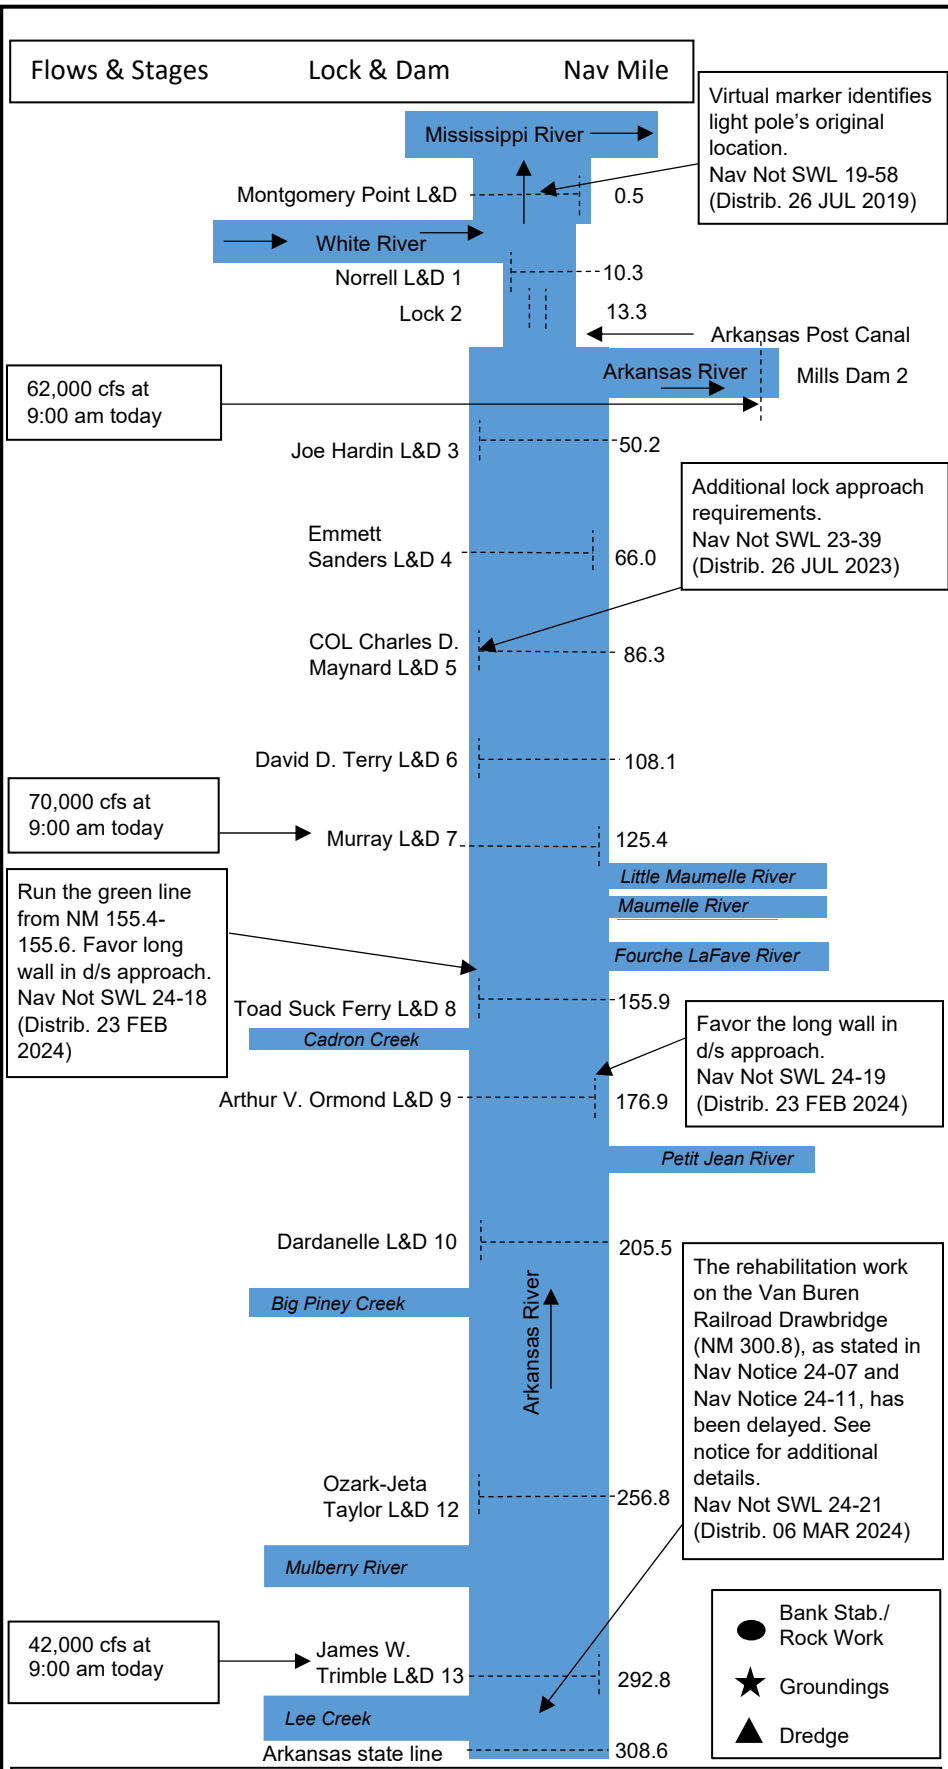 Flows & Stages Lock & Dam Nav Mile
Virtual marker identifies
light pole's original
location.
Nav Not SWL 19-58
(Distrib. 26 JUL 2019)
Mississippi River
Montgomery Point L&D 0.5
White River
Norrell L&D 1 10.3
Lock 2 13.3
Arkansas Post Canal
Arkansas River
Mills Dam 2
62,000 cfs at
9:00 am today
Joe Hardin L&D 3 50.2
Additional lock approach
requirements.
Nav Not SWL 23-39
(Distrib. 26 JUL 2023)
Emmett
Sanders L&D 4 66.0
COL Charles D.
Maynard L&D 5 86.3
David D. Terry L&D 6 108.1
70,000 cfs at
9:00 am today
Murray L&D 7 125.4
Little Maumelle River
Maumelle River
Fourche LaFave River
Run the green line
from NM 155.4-
155.6. Favor long
wall in d/s approach.
Nav Not SWL 24-18
(Distrib. 23 FEB
2024)
Toad Suck Ferry L&D 8 155.9
Cadron Creek
Favor the long wall in
d/s approach.
Nav Not SWL 24-19
(Distrib. 23 FEB 2024)
Arthur V. Ormond L&D 9 176.9
Petit Jean River
Dardanelle L&D 10 205.5
Big Piney Creek
Arkansas River
The rehabilitation work
on the Van Buren
Railroad Drawbridge
(NM 300.8), as stated in
Nav Notice 24-07 and
Nav Notice 24-11, has
been delayed. See
notice for additional
details.
Nav Not SWL 24-21
(Distrib. 06 MAR 2024)
Ozark-Jeta
Taylor L&D 12 256.8
Mulberry River
42,000 cfs at
9:00 am today
James W.
Trimble L&D 13 292.8
Lee Creek
Arkansas state line 308.6
Bank Stab./
Rock Work
Groundings
Dredge